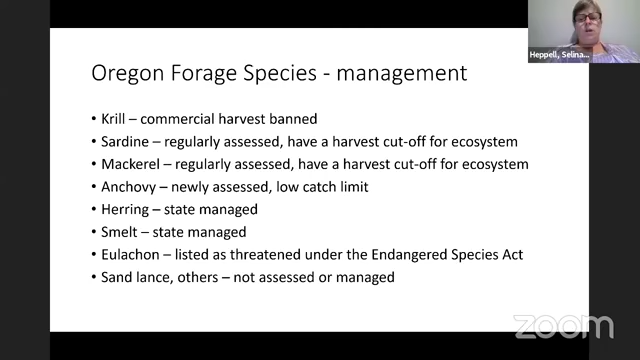 Heppell, Selina...
Oregon Forage Species - management
• Krill – commercial harvest banned
• Sardine – regularly assessed, have a harvest cut-off for ecosystem
• Mackerel – regularly assessed, have a harvest cut-off for ecosystem
• Anchovy – newly assessed, low catch limit
• Herring – state managed
• Smelt – state managed
• Eulachon – listed as threatened under the Endangered Species Act
• Sand lance, others – not assessed or managed
zoom